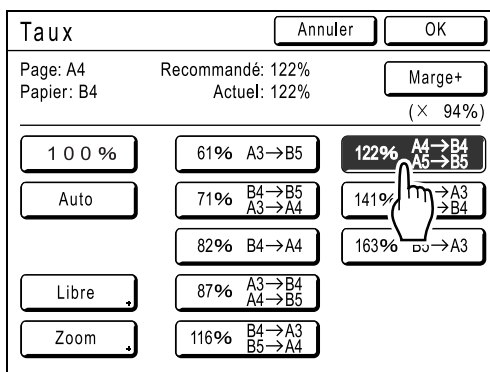 Taux
Annuler
OK
Page: A4
Papier: B4
Recommandé: 122%
Actuel: 122%
Marge+
(× 94%)
100%
61% A3→B5
122% A4→B4
A5→B5
Auto
71% B4→B5
A3→A4
141% →A3
→B4
82% B4→A4
163% →A3
Libre
87% A3→B4
A4→B5
Zoom
116% B4→A3
B5→A4